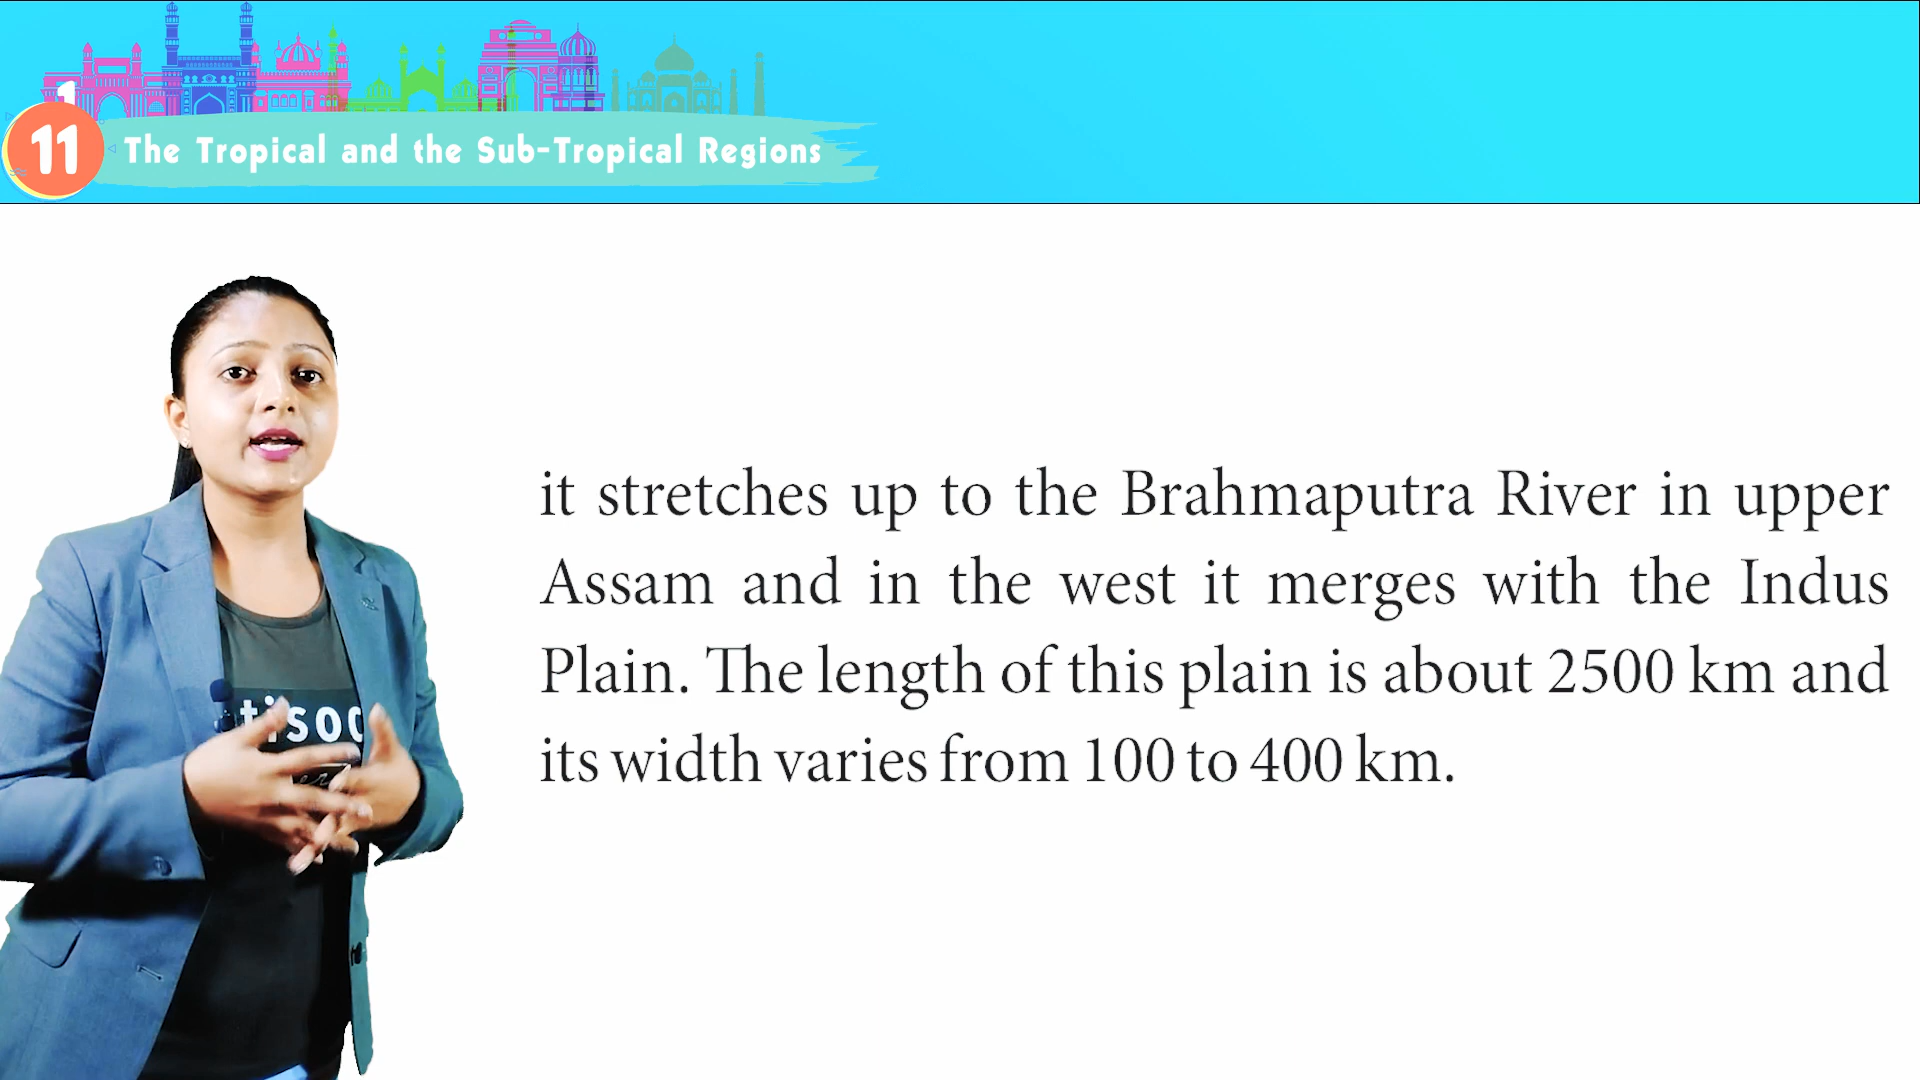 11 The Tropical and the Sub-Tropical Regions
it stretches up to the Brahmaputra River in upper
Assam and in the west it merges with the Indus
Plain. The length of this plain is about 2500 km and
its width varies from 100 to 400 km.
tisoc